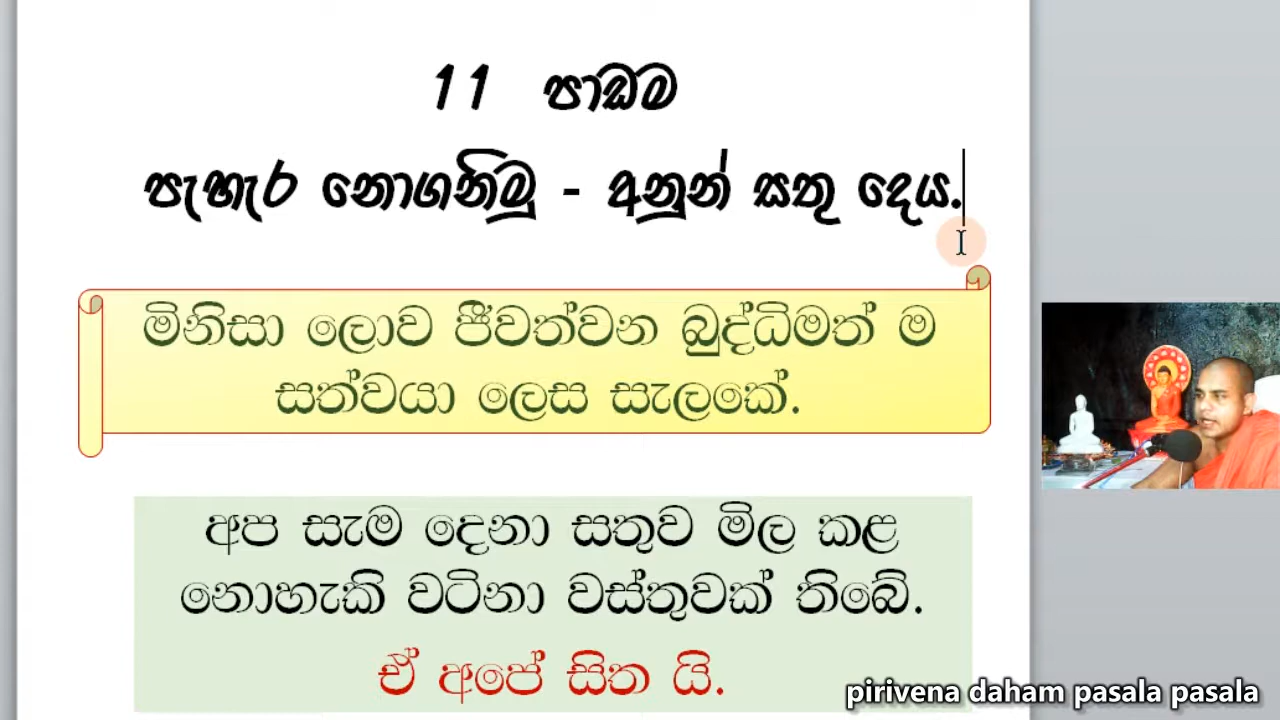 11 පාඩම
පැහැර නොගනිමු - අනුන් සතු දෙය.
මිනිසා ලොව ජීවත්වන බුද්ධිමත් ම
සත්වයා ලෙස සැලකේ.
අප සැම දෙනා සතුව මිල කළ
නොහැකි වටිනා වස්තුවක් තිබේ.
ඒ අපේ සිත යි.
pirivena daham pasala pasala